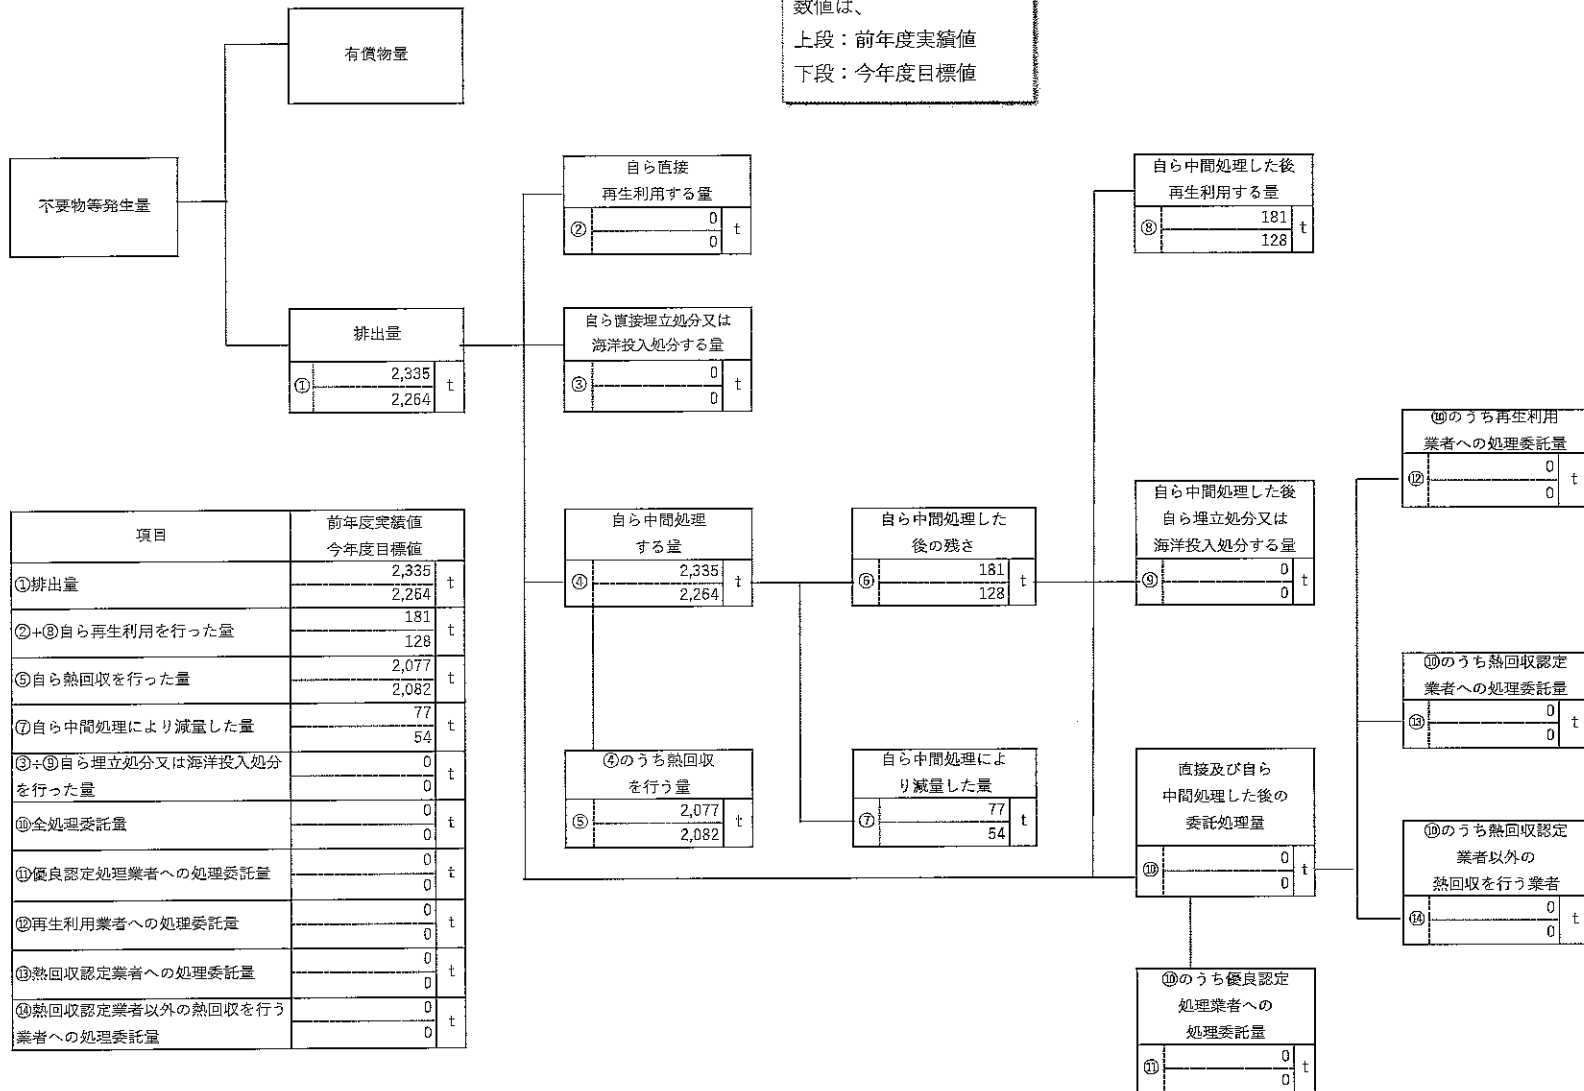 数値は、
上段：前年度実績値
下段：今年度目標値
有償物量
不要物等発生量
排出量
① 2,335 t
2,264
自ら直接
再生利用する量
② 0 t
0
自ら直接埋立処分又は
海洋投入処分する量
③ 0 t
0
自ら中間処理
する量
④ 2,335 t
2,264
④のうち熱回収
を行う量
⑤ 2,077 t
2,082
自ら中間処理した
後の残さ
⑥ 181 t
128
自ら中間処理によ
り減量した量
⑦ 77 t
54
自ら中間処理した後
再生利用する量
⑧ 181 t
128
自ら中間処理した後
自ら埋立処分又は
海洋投入処分する量
⑨ 0 t
0
直接及び自ら
中間処理した後の
委託処理量
⑩ 0 t
0
⑩のうち優良認定
処理業者への
処理委託量
⑪ 0 t
0
⑩のうち再生利用
業者への処理委託量
⑫ 0 t
0
⑩のうち熱回収認定
業者への処理委託量
⑬ 0 t
0
⑩のうち熱回収認定
業者以外の
熱回収を行う業者
⑭ 0 t
0
項目 前年度実績値
今年度目標値
①排出量 2,335 t
2,264
②+⑧自ら再生利用を行った量 181 t
128
⑤自ら熱回収を行った量 2,077 t
2,082
⑦自ら中間処理により減量した量 77 t
54
③+⑨自ら埋立処分又は海洋投入処分 0 t
を行った量 0
⑩全処理委託量 0 t
0
⑪優良認定処理業者への処理委託量 0 t
0
⑫再生利用業者への処理委託量 0 t
0
⑬熱回収認定業者への処理委託量 0 t
0
⑭熱回収認定業者以外の熱回収を行う 0 t
業者への処理委託量 0